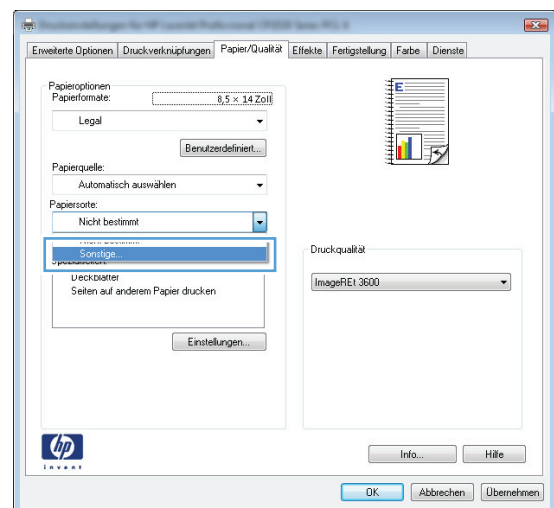 Erweiterte Optionen Druckverknüpfungen Papier/Qualität Effekte Fertigstellung Farbe Dienste
Papieroptionen
Papierformate: 8,5 × 14 Zoll
Legal
Benutzerdefiniert...
Papierquelle:
Automatisch auswählen
Papiersorte:
Nicht bestimmt
Sonstige...
Deckblätter
Seiten auf anderem Papier drucken
Einstellungen...
E
Druckqualität
ImageREt 3600
hp
invent
Info... Hilfe
OK Abbrechen Übernehmen